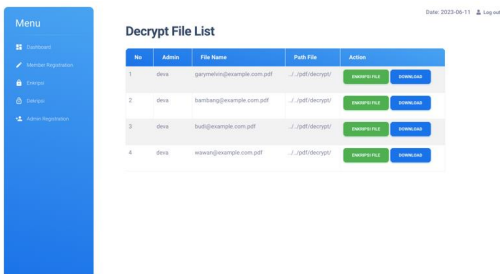 Date: 2023-06-11 Log out
Menu
Dashboard
Member Registration
Enkripsi
Dekripsi
Admin Registration
Decrypt File List
No Admin File Name Path File Action
1 deva garymelvin@example.com.pdf ../../pdf/decrypt/ ENKRIPSI FILE DOWNLOAD
2 deva bambang@example.com.pdf ../../pdf/decrypt/ ENKRIPSI FILE DOWNLOAD
3 deva budi@example.com.pdf ../../pdf/decrypt/ ENKRIPSI FILE DOWNLOAD
4 deva wawan@example.com.pdf ../../pdf/decrypt/ ENKRIPSI FILE DOWNLOAD